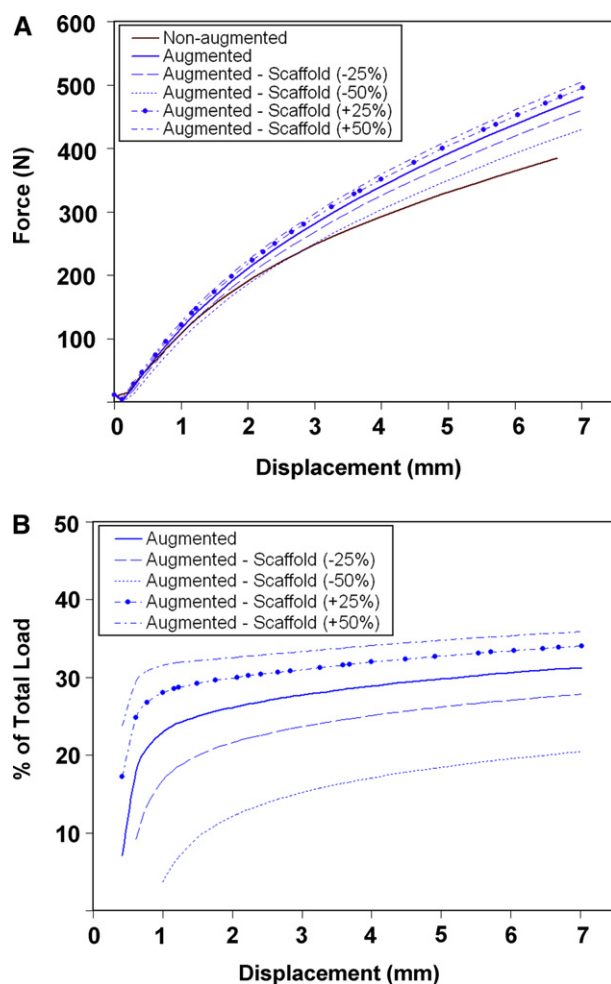 A
600
500
400
300
200
100
Force (N)
Non-augmented
Augmented
Augmented - Scaffold (-25%)
Augmented - Scaffold (-50%)
Augmented - Scaffold (+25%)
Augmented - Scaffold (+50%)
0 1 2 3 4 5 6 7
Displacement (mm)
B
50
40
30
20
10
% of Total Load
Augmented
Augmented - Scaffold (-25%)
Augmented - Scaffold (-50%)
Augmented - Scaffold (+25%)
Augmented - Scaffold (+50%)
0 1 2 3 4 5 6 7
Displacement (mm)